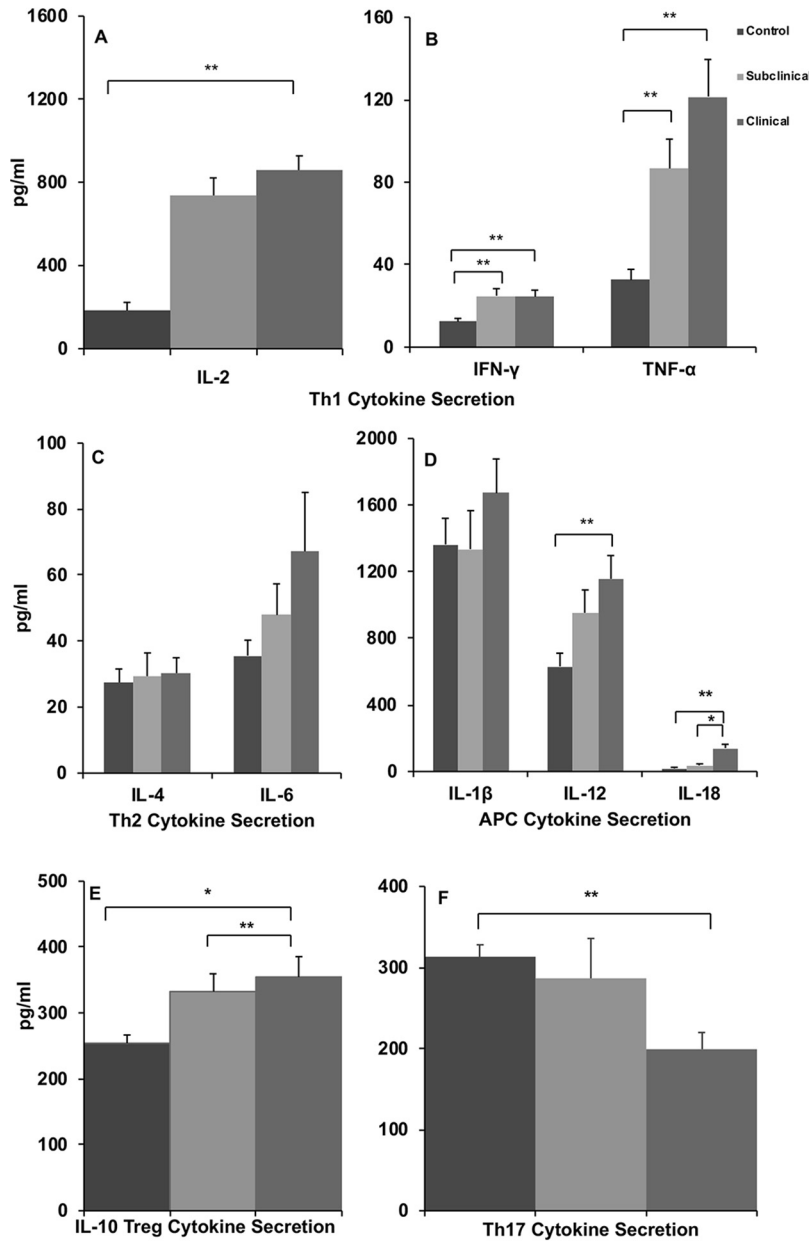 A
1600
1200
800
400
0
pg/ml
**
IL-2
B
160
120
80
40
0
**
**
**
**
IFN-γ
TNF-α
Control
Subclinical
Clinical
Th1 Cytokine Secretion
C
100
80
60
40
20
0
pg/ml
IL-4
IL-6
Th2 Cytokine Secretion
D
2000
1600
1200
800
400
0
**
**
*
IL-1β
IL-12
IL-18
APC Cytokine Secretion
E
500
400
300
200
100
0
pg/ml
*
**
IL-10 Treg Cytokine Secretion
F
400
300
200
100
0
**
Th17 Cytokine Secretion